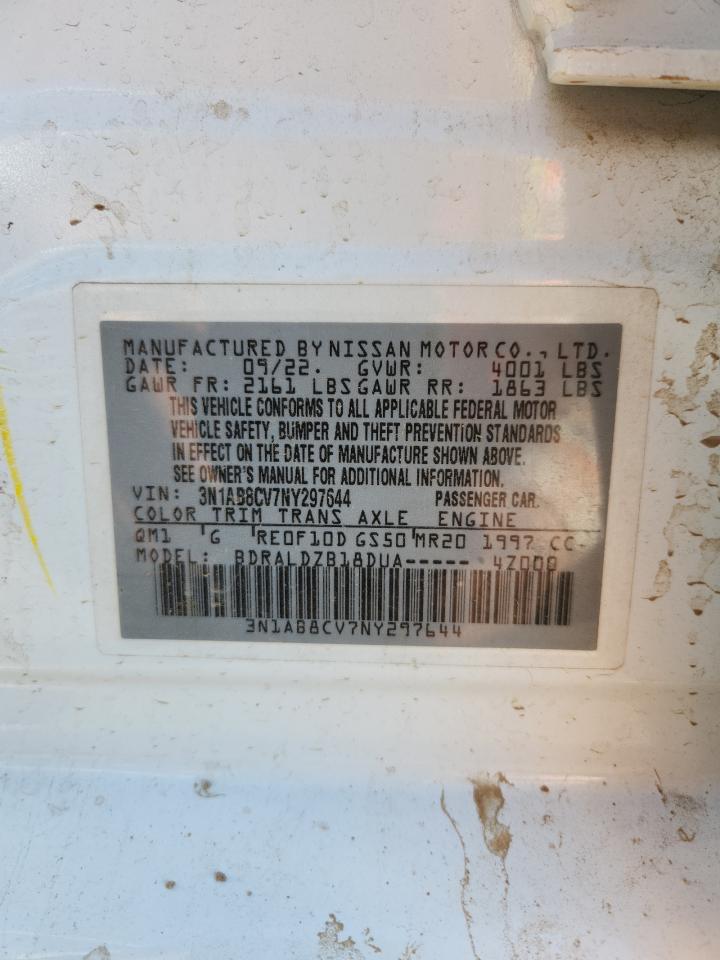 MANUFACTURED BY NISSAN MOTOR CO., LTD.
DATE: 09/22. GVWR: 4001 LBS
GAWR FR: 2161 LBS GAWR RR: 1863 LBS
THIS VEHICLE CONFORMS TO ALL APPLICABLE FEDERAL MOTOR
VEHICLE SAFETY, BUMPER AND THEFT PREVENTION STANDARDS
IN EFFECT ON THE DATE OF MANUFACTURE SHOWN ABOVE.
SEE OWNER'S MANUAL FOR ADDITIONAL INFORMATION.
VIN: 3N1AB8CV7NY297644 PASSENGER CAR.
COLOR TRIM TRANS AXLE ENGINE
QM1 G RE0F10D GS50 MR20 1997 CC
MODEL: BDRALDZB18DUA----- 4Z000
3N1AB8CV7NY297644